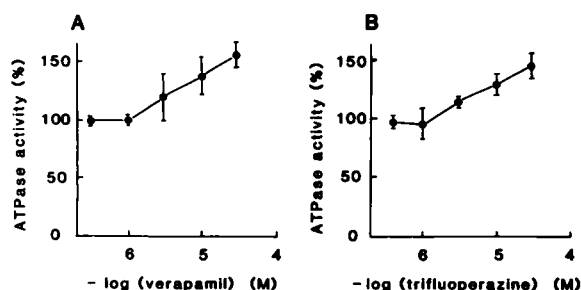 A
ATPase activity (%)
150
100
50
0
6 5 4
- log (verapamil) (M)
B
ATPase activity (%)
150
100
50
0
6 5 4
-log (trifluoperazine) (M)